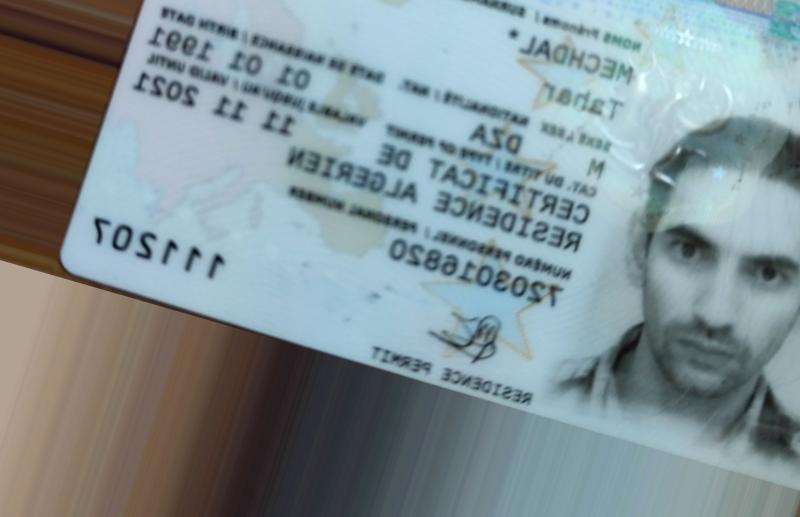 NOMS Prénoms / SURNAMES
MECHDAL *
Tahar
SEXE / SEX NATIONALITÉ / NAT. DATE DE NAISSANCE / BIRTH DATE
M DZA 01 01 1991
CAT. DU TITRE / TYPE OF PERMIT VALABLE JUSQU'AU / VALID UNTIL
CERTIFICAT DE 11 11 2021
RESIDENCE ALGERIEN
NUMÉRO PERSONNEL / PERSONAL NUMBER
7203016820
111207
RESIDENCE PERMIT